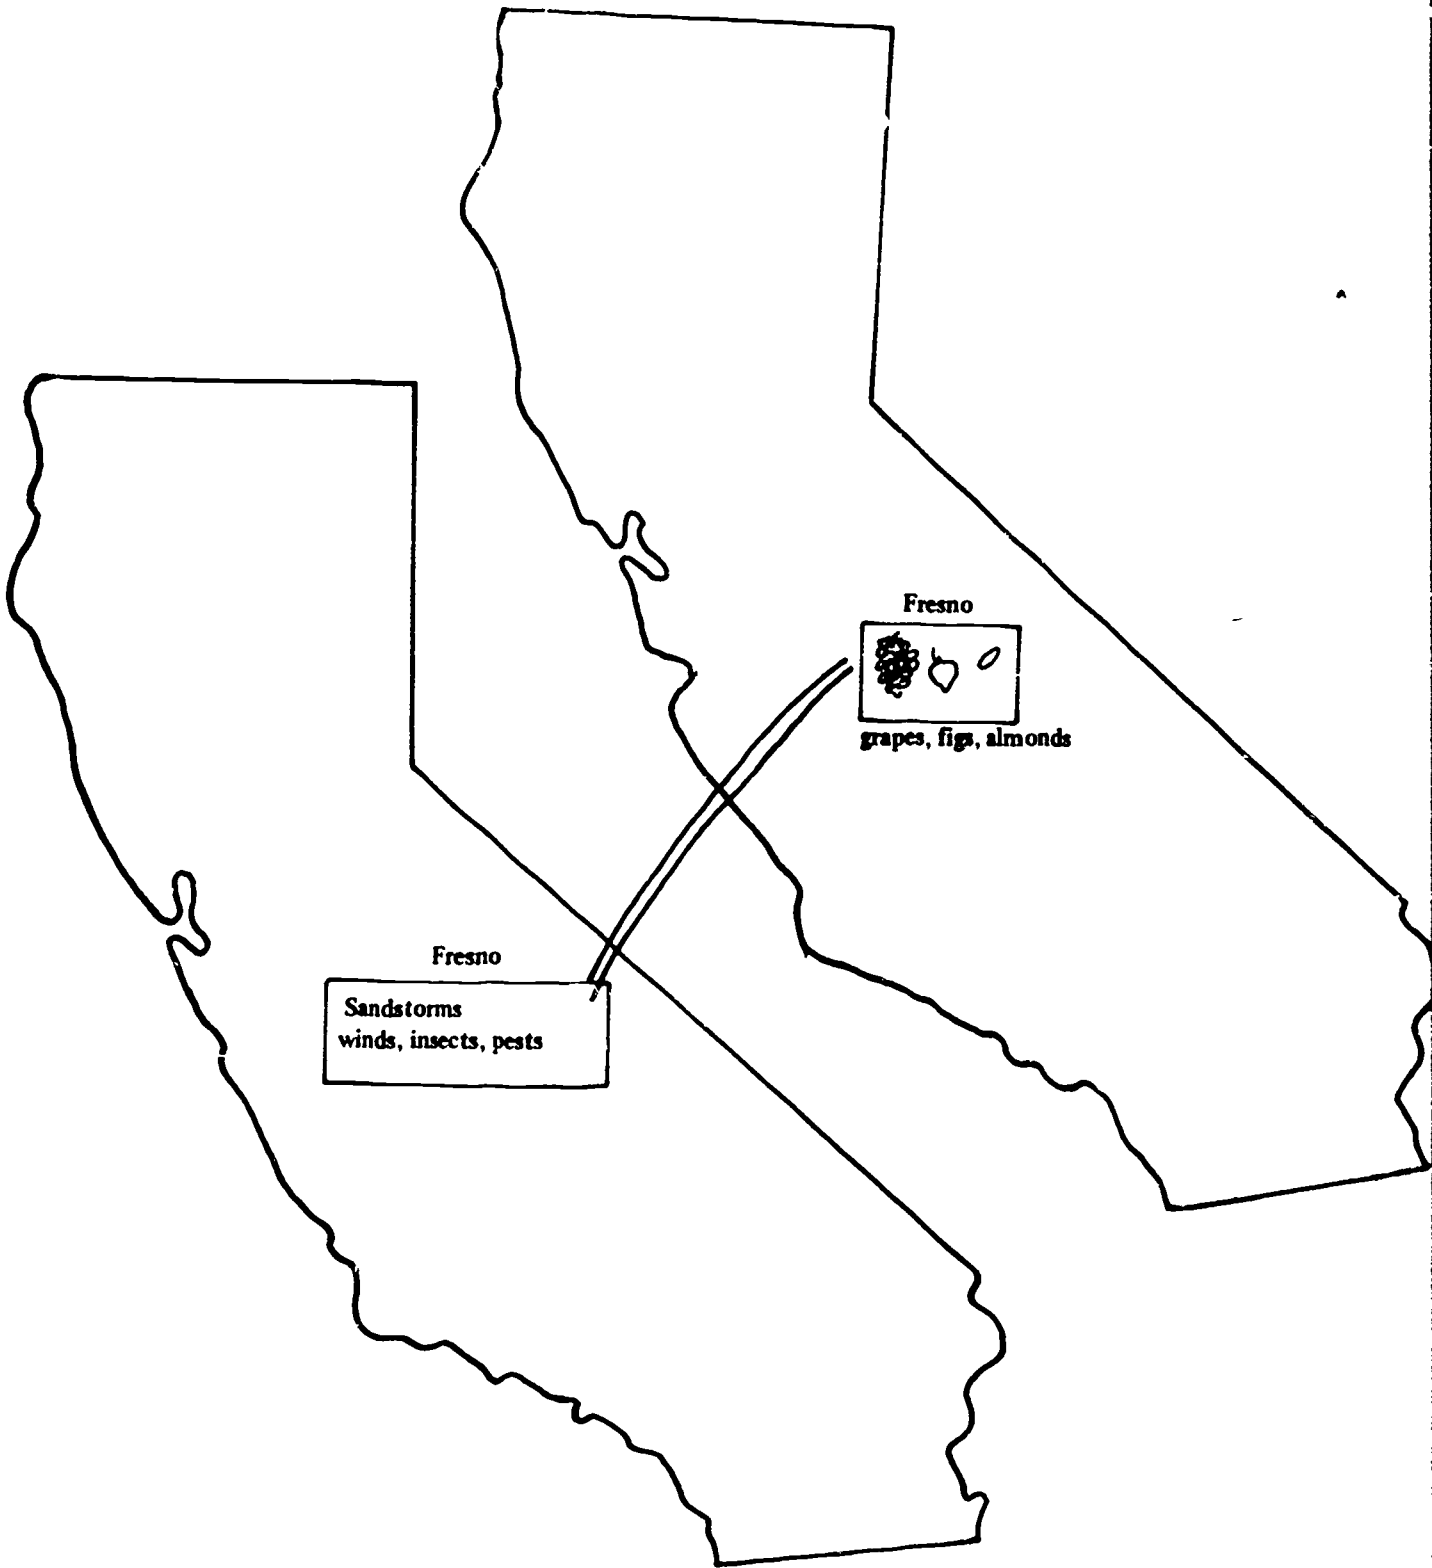 Fresno
grapes, figs, almonds
Fresno
Sandstorms
winds, insects, pests